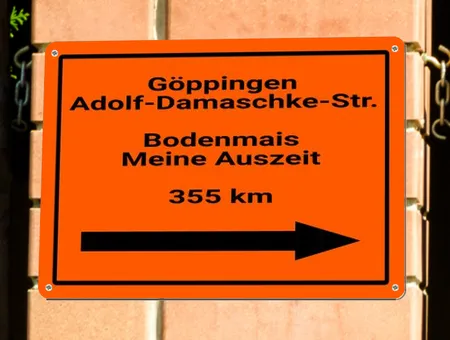 Göppingen
Adolf-Damaschke-Str.
Bodenmais
Meine Auszeit
355 km